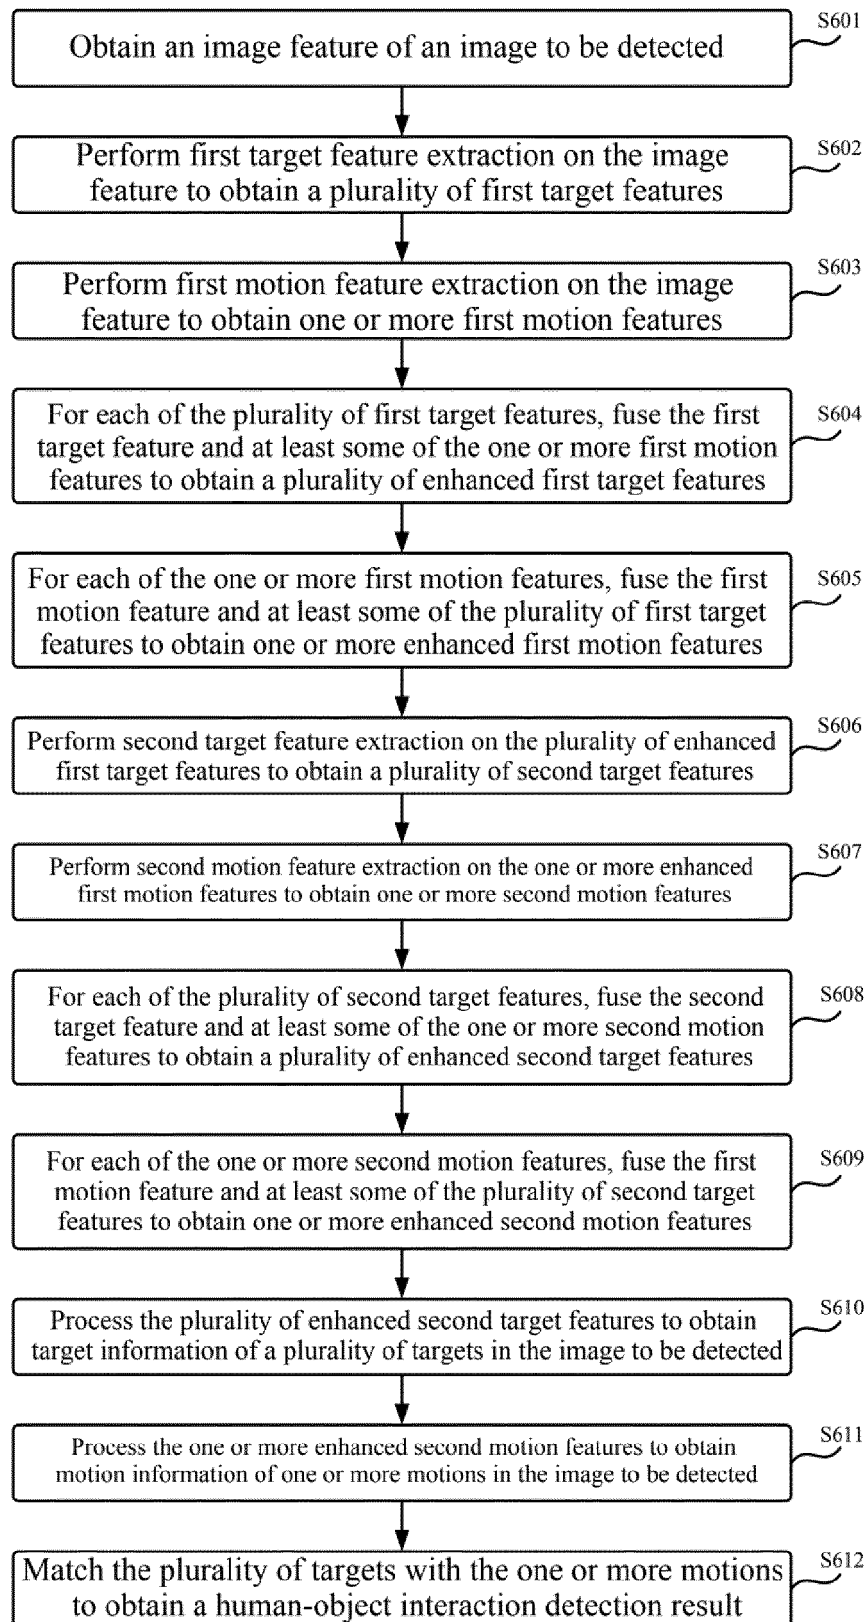 S601
Obtain an image feature of an image to be detected
S602
Perform first target feature extraction on the image
feature to obtain a plurality of first target features
S603
Perform first motion feature extraction on the image
feature to obtain one or more first motion features
S604
For each of the plurality of first target features, fuse the first
target feature and at least some of the one or more first motion
features to obtain a plurality of enhanced first target features
S605
For each of the one or more first motion features, fuse the first
motion feature and at least some of the plurality of first target
features to obtain one or more enhanced first motion features
S606
Perform second target feature extraction on the plurality of enhanced
first target features to obtain a plurality of second target features
S607
Perform second motion feature extraction on the one or more enhanced
first motion features to obtain one or more second motion features
S608
For each of the plurality of second target features, fuse the second
target feature and at least some of the one or more second motion
features to obtain a plurality of enhanced second target features
S609
For each of the one or more second motion features, fuse the first
motion feature and at least some of the plurality of second target
features to obtain one or more enhanced second motion features
S610
Process the plurality of enhanced second target features to obtain
target information of a plurality of targets in the image to be detected
S611
Process the one or more enhanced second motion features to obtain
motion information of one or more motions in the image to be detected
S612
Match the plurality of targets with the one or more motions
to obtain a human-object interaction detection result